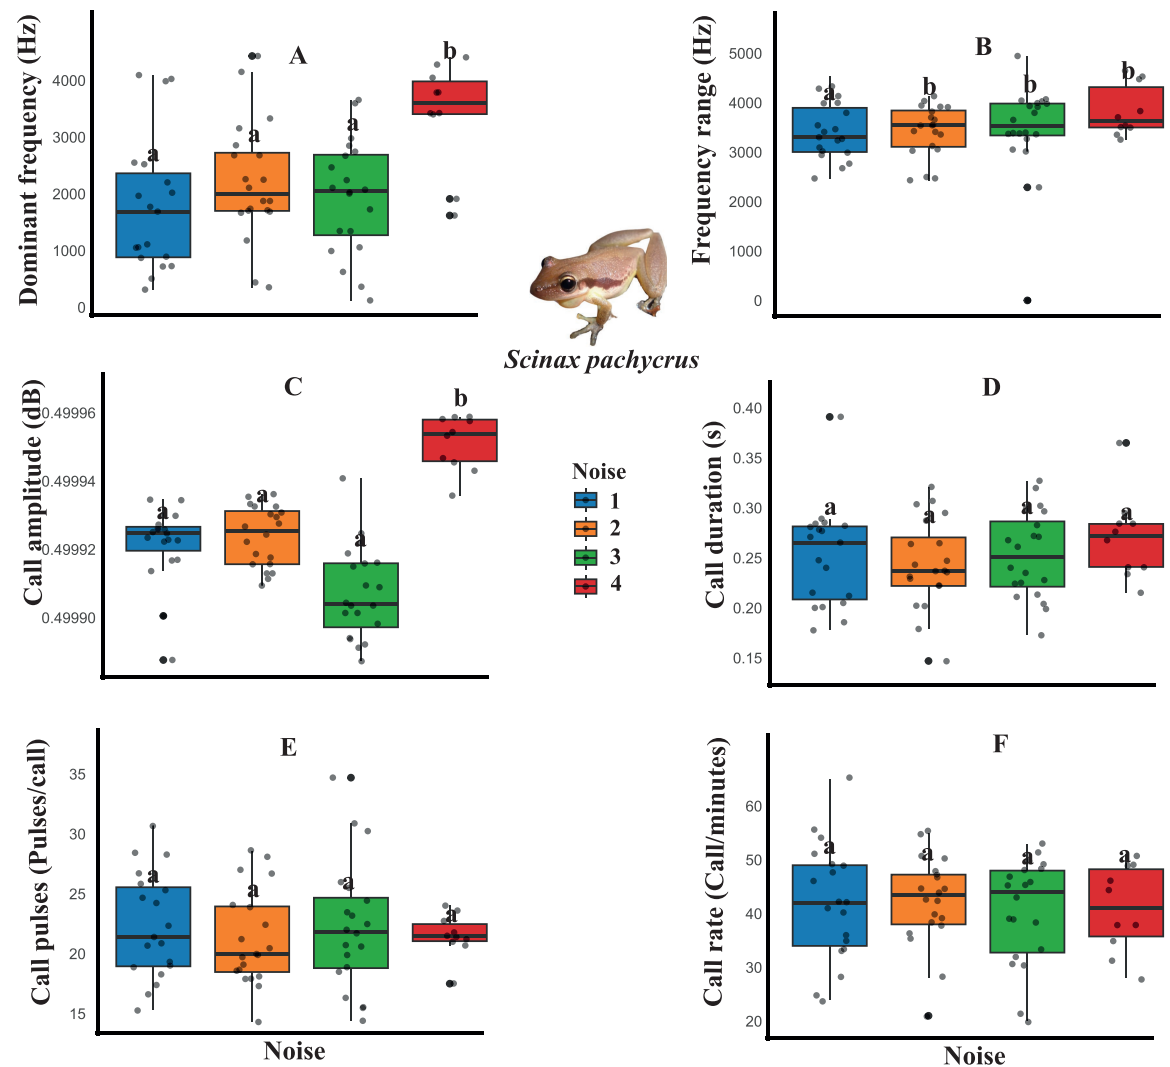 A
Dominant frequency (Hz)
4000
3000
2000
1000
0
a
a
a
b
B
Frequency range (Hz)
5000
4000
3000
2000
1000
0
a
b
b
b
Scinax pachycrus
C
Call amplitude (dB)
0.49996
0.49994
0.49992
0.49990
a
a
a
b
Noise
1
2
3
4
D
Call duration (s)
0.40
0.35
0.30
0.25
0.20
0.15
a
a
a
a
E
Call pulses (Pulses/call)
35
30
25
20
15
a
a
a
a
Noise
F
Call rate (Call/minutes)
60
50
40
30
20
a
a
a
a
Noise